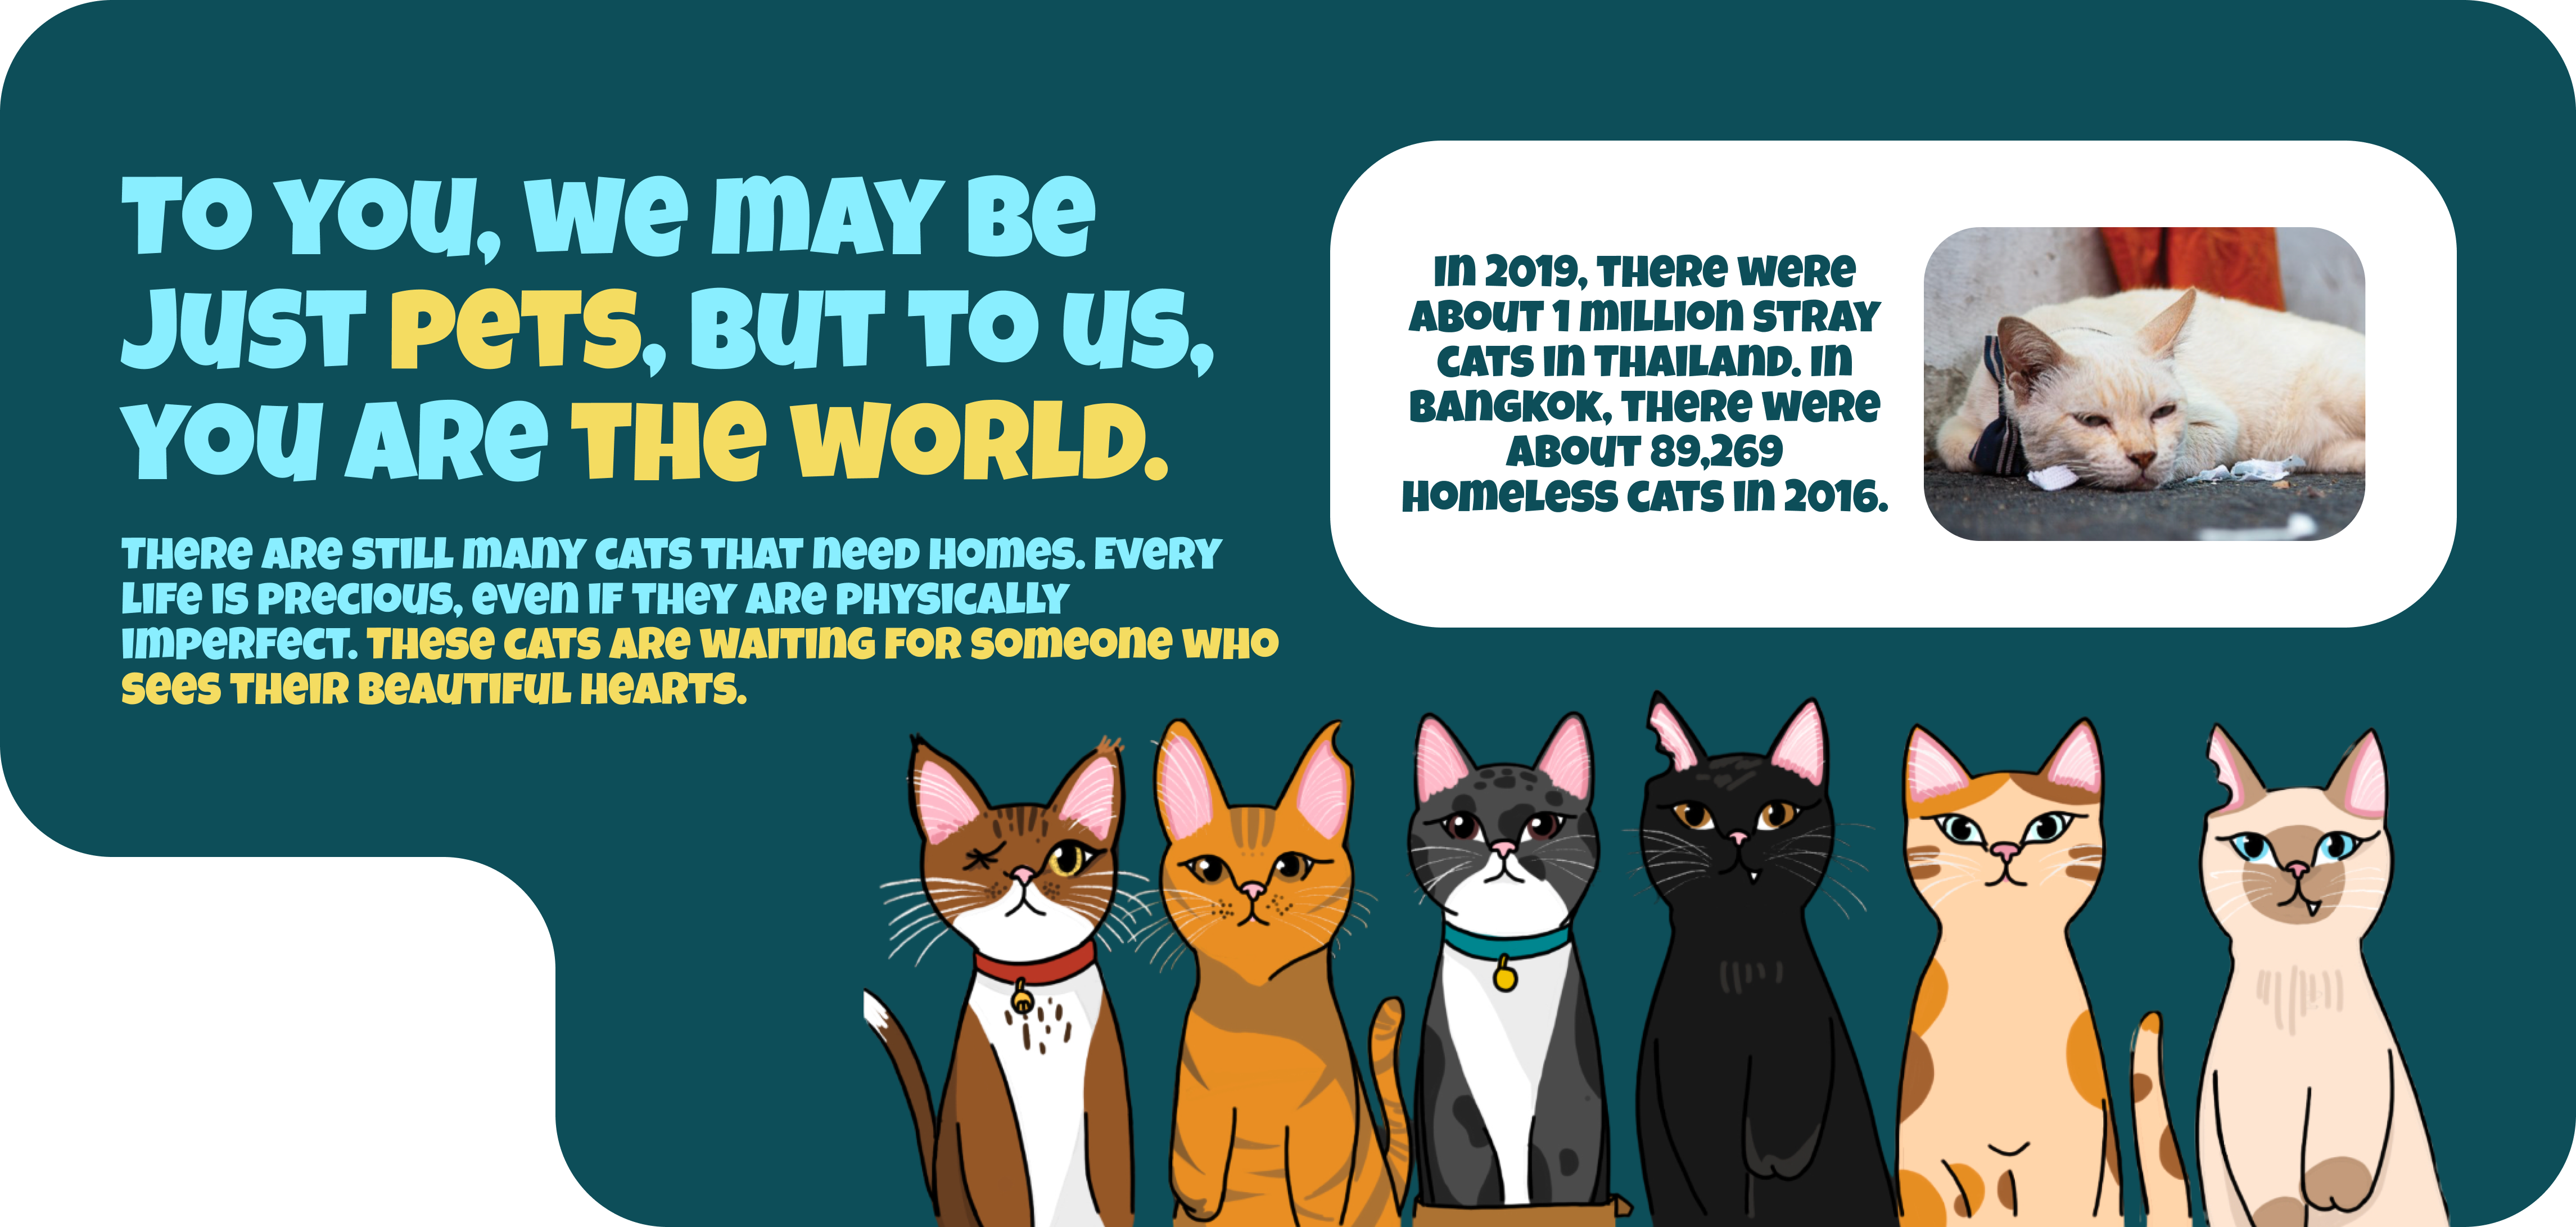 TO YOU, WE MAY BE
JUST PETS, BUT TO US,
YOU ARE THE WORLD.
THERE ARE STILL MANY CATS THAT NEED HOMES. EVERY
LIFE IS PRECIOUS, EVEN IF THEY ARE PHYSICALLY
IMPERFECT. THESE CATS ARE WAITING FOR SOMEONE WHO
SEES THEIR BEAUTIFUL HEARTS.
IN 2019, THERE WERE
ABOUT 1 MILLION STRAY
CATS IN THAILAND. IN
BANGKOK, THERE WERE
ABOUT 89,269
HOMELESS CATS IN 2016.